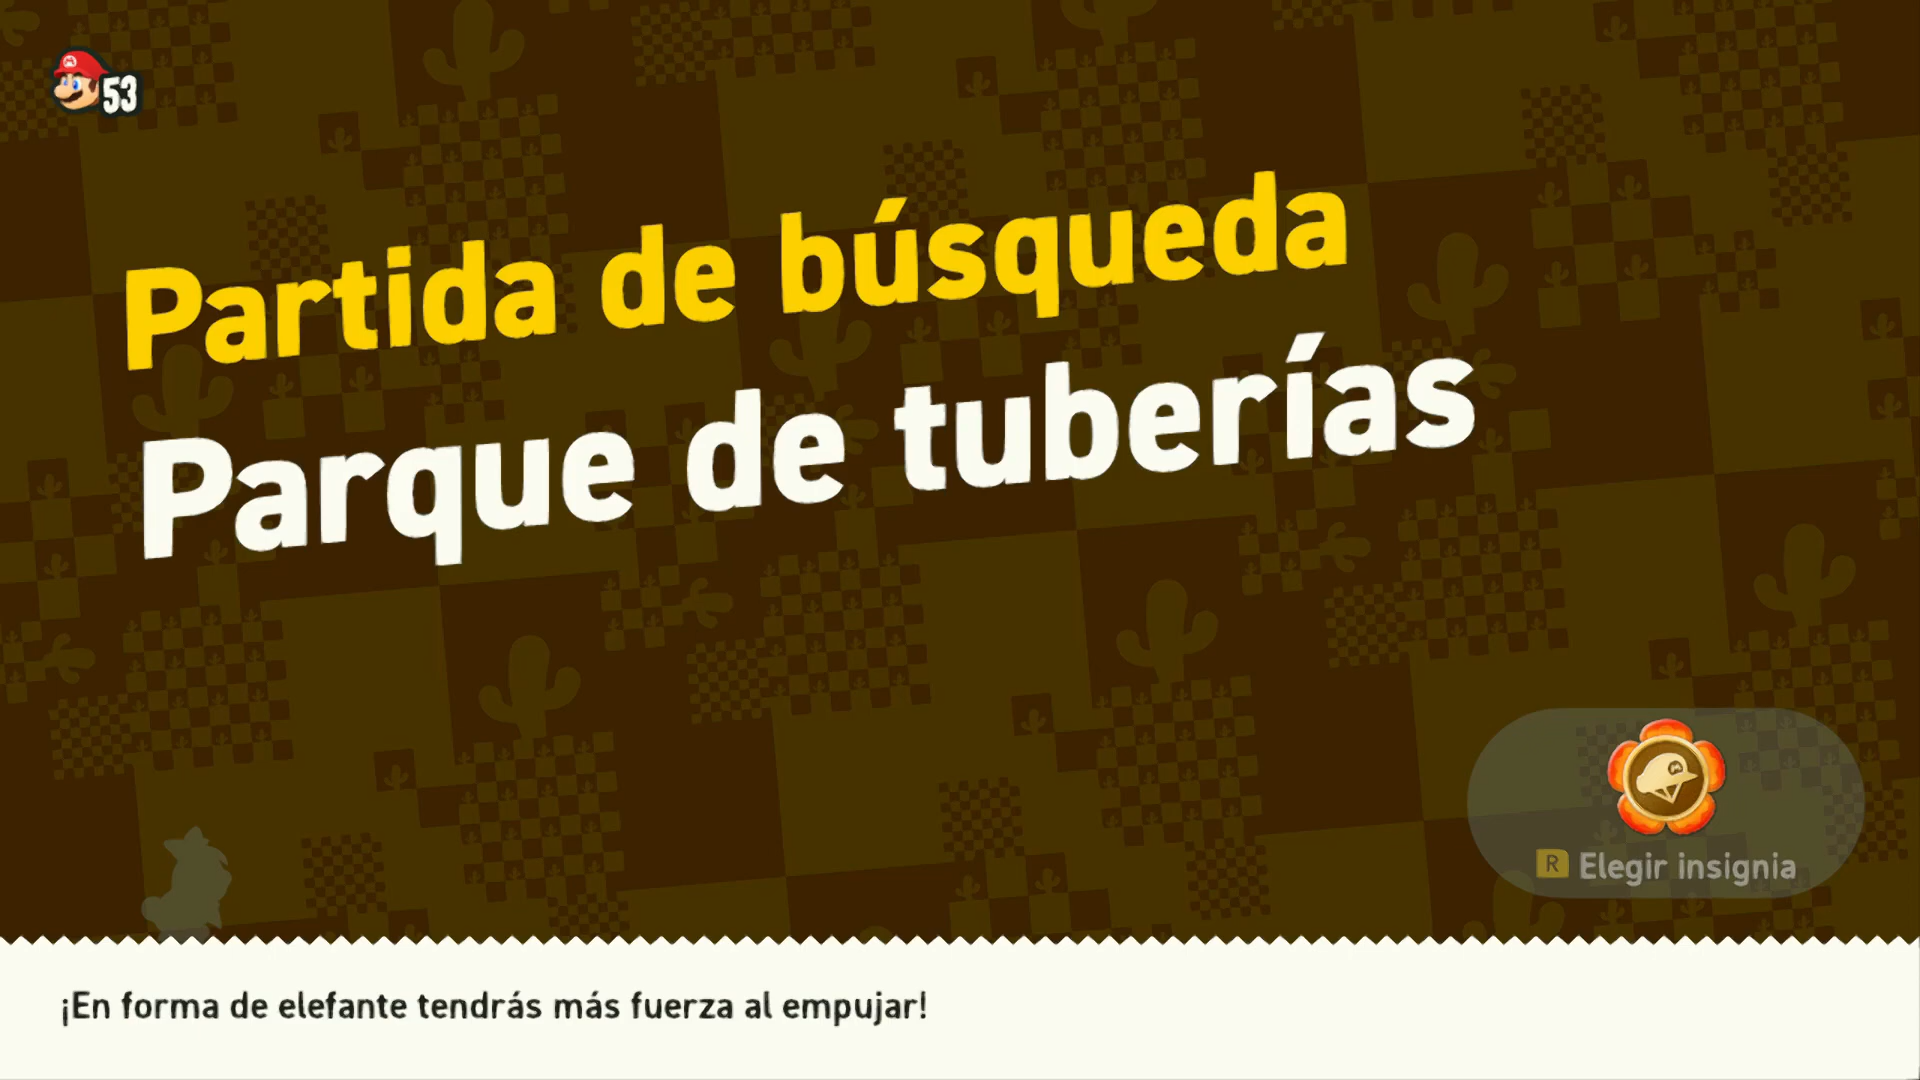 53
Partida de búsqueda
Parque de tuberías
R Elegir insignia
¡En forma de elefante tendrás más fuerza al empujar!